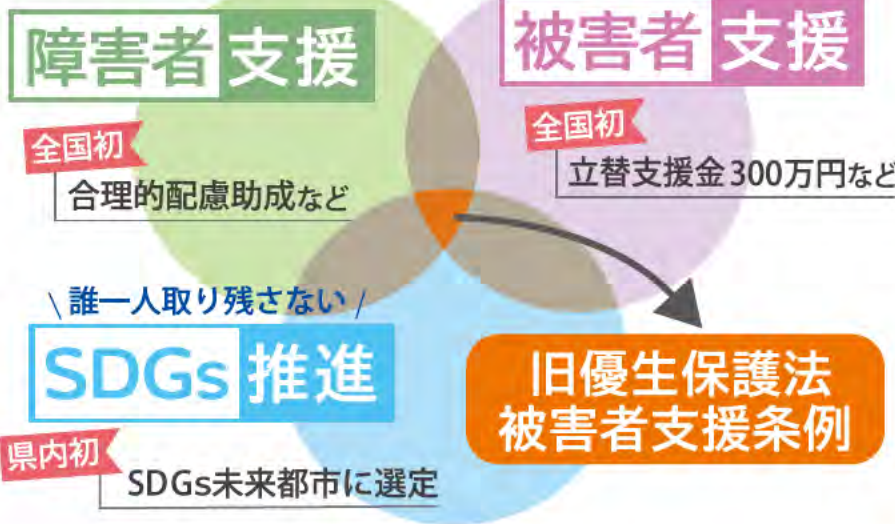 障害者支援
全国初
合理的配慮助成など
被害者支援
全国初
立替支援金300万円など
\ 誰一人取り残さない /
SDGs推進
県内初
SDGs未来都市に選定
旧優生保護法
被害者支援条例